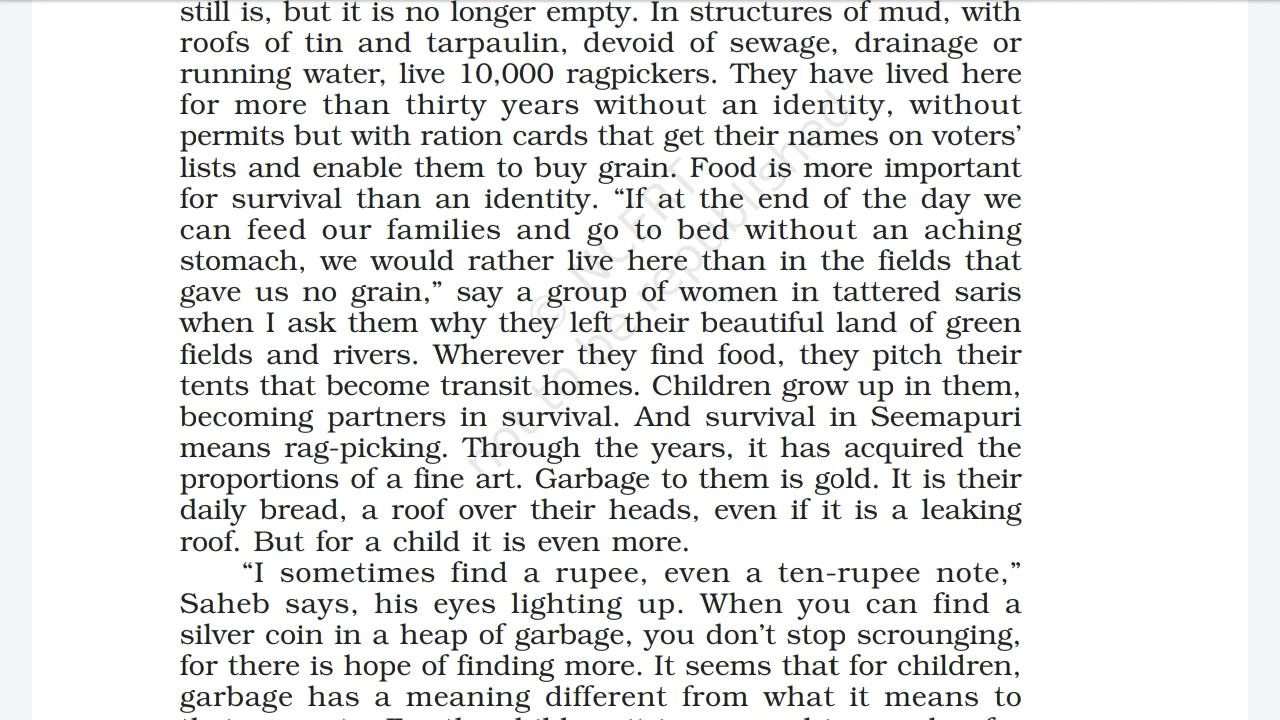 still is, but it is no longer empty. In structures of mud, with
roofs of tin and tarpaulin, devoid of sewage, drainage or
running water, live 10,000 ragpickers. They have lived here
for more than thirty years without an identity, without
permits but with ration cards that get their names on voters’
lists and enable them to buy grain. Food is more important
for survival than an identity. “If at the end of the day we
can feed our families and go to bed without an aching
stomach, we would rather live here than in the fields that
gave us no grain,” say a group of women in tattered saris
when I ask them why they left their beautiful land of green
fields and rivers. Wherever they find food, they pitch their
tents that become transit homes. Children grow up in them,
becoming partners in survival. And survival in Seemapuri
means rag-picking. Through the years, it has acquired the
proportions of a fine art. Garbage to them is gold. It is their
daily bread, a roof over their heads, even if it is a leaking
roof. But for a child it is even more.
“I sometimes find a rupee, even a ten-rupee note,”
Saheb says, his eyes lighting up. When you can find a
silver coin in a heap of garbage, you don’t stop scrounging,
for there is hope of finding more. It seems that for children,
garbage has a meaning different from what it means to
© NCERT
not to be republished